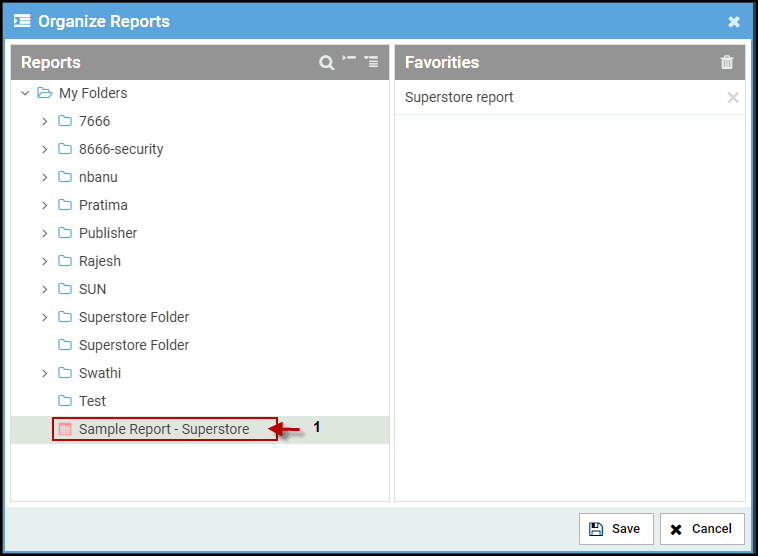 Organize Reports
Reports
Favorities
My Folders
7666
8666-security
nbanu
Pratima
Publisher
Rajesh
SUN
Superstore Folder
Superstore Folder
Swathi
Test
Sample Report - Superstore
1
Superstore report
Save
Cancel